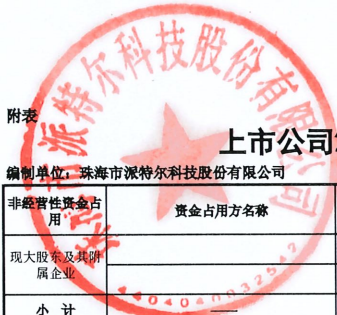 珠海市派特尔科技股份有限公司
附表
上市公司
编制单位：珠海市派特尔科技股份有限公司
非经营性资金占用
资金占用方名称
现大股东及其附
属企业
小 计
——
4404040032542